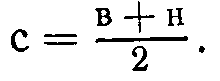 с = в + н / 2 .